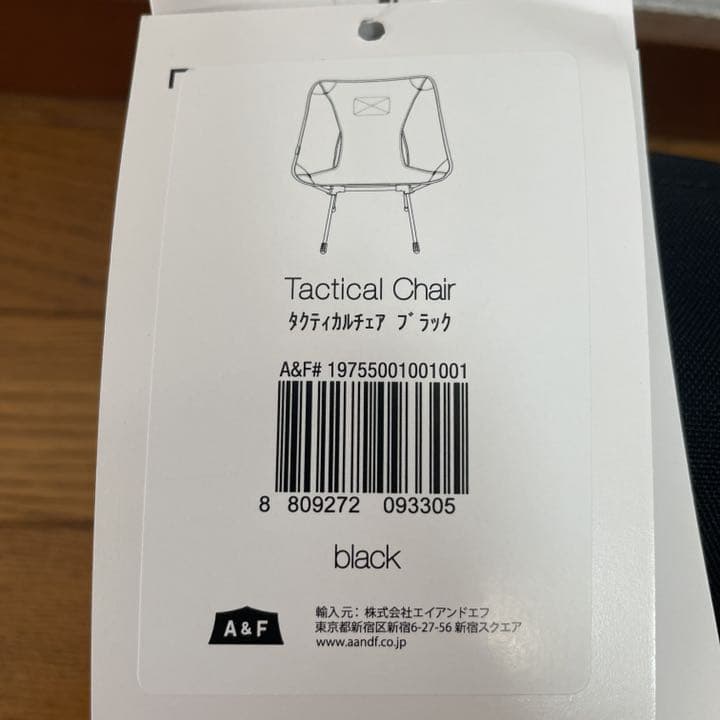 Tactical Chair
ﾀｸﾃｨｶﾙﾁｪｱ ﾌﾞﾗｯｸ
A&F# 19755001001001
8 809272 093305
black
A & F
輸入元：株式会社エイアンドエフ
東京都新宿区新宿6-27-56 新宿スクエア
www.aandf.co.jp